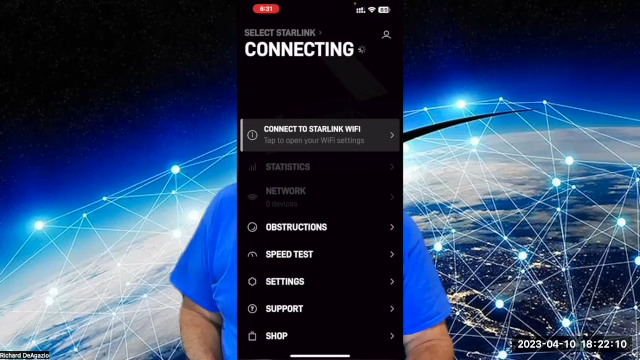 8:31
88
SELECT STARLINK ›
CONNECTING
CONNECT TO STARLINK WIFI
Tap to open your WiFi settings
STATISTICS
NETWORK
0 devices
OBSTRUCTIONS
SPEED TEST
SETTINGS
SUPPORT
SHOP
Richard DeAgazio
2023-04-10 18:22:10